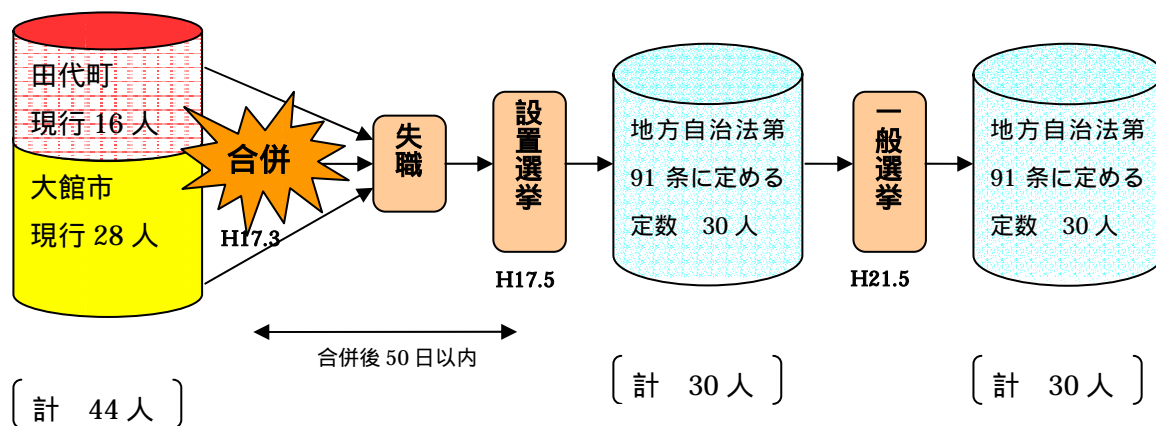 田代町
現行 16 人
大館市
現行 28 人
合併
H17.3
失職
設置選挙
H17.5
合併後 50 日以内
地方自治法第
91 条に定める
定数　30 人
一般選挙
H21.5
地方自治法第
91 条に定める
定数　30 人
計　44 人
計　30 人
計　30 人